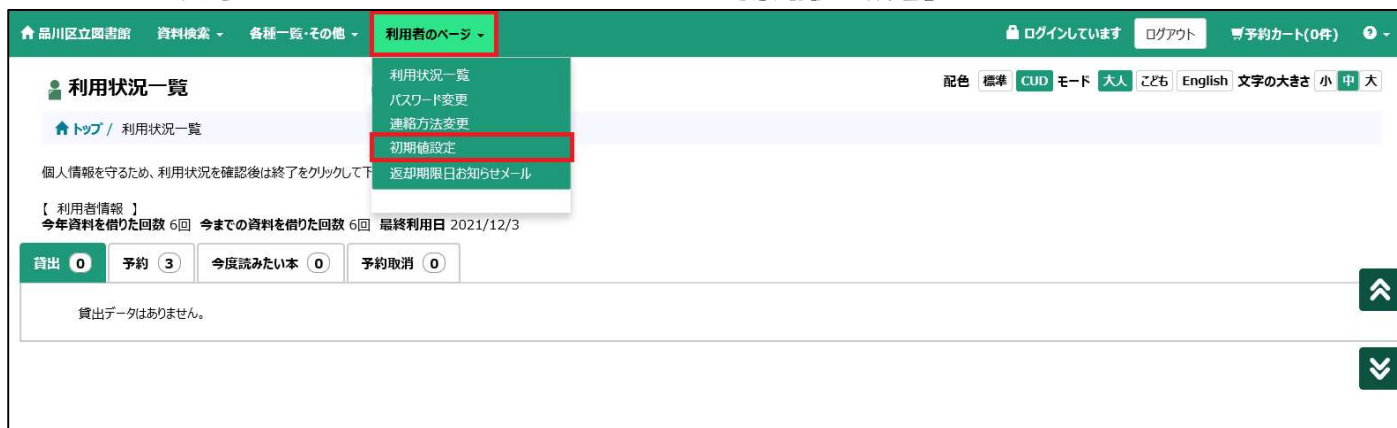 品川区立図書館 資料検索 各種一覧・その他 利用者のページ ログインしています ログアウト 予約カート(0件) ?
利用状況一覧
配色 標準 CUD モード 大人 こども English 文字の大きさ 小 中 大
トップ / 利用状況一覧
利用状況一覧
パスワード変更
連絡方法変更
初期値設定
返却期限日お知らせメール
個人情報を守るため、利用状況を確認後は終了をクリックして下
【 利用者情報 】
今年資料を借りた回数 6回 今までの資料を借りた回数 6回 最終利用日 2021/12/3
貸出 0 予約 3 今度読みたい本 0 予約取消 0
貸出データはありません。